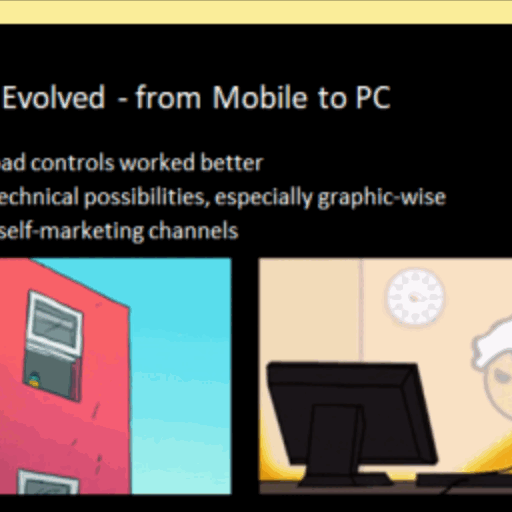 Evolved - from Mobile to PC
ad controls worked better
echnical possibilities, especially graphic-wise
self-marketing channels